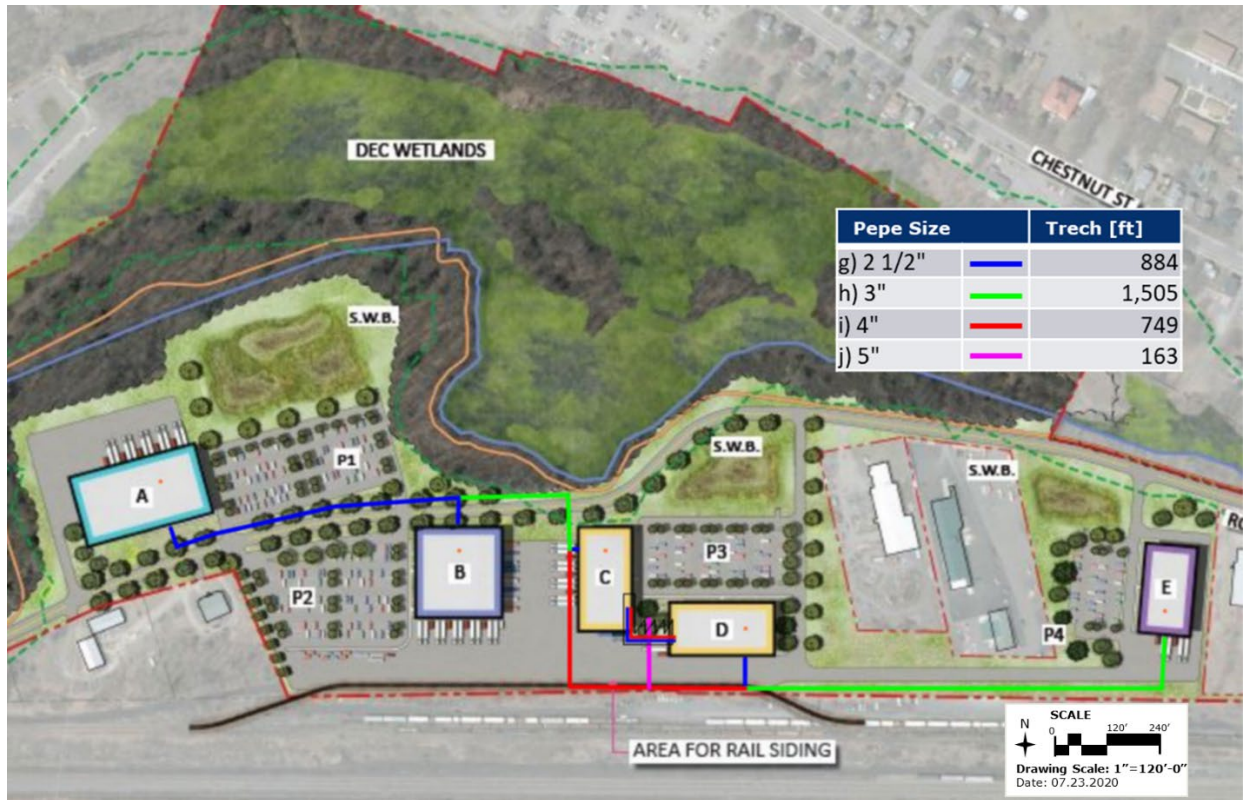 DEC WETLANDS
CHESTNUT ST.
Pepe Size Trech [ft]
g) 2 1/2" 884
h) 3" 1,505
i) 4" 749
j) 5" 163
S.W.B.
P1
A
S.W.B.
S.W.B.
RO
P2
B
C
P3
D
E
P4
AREA FOR RAIL SIDING
N
SCALE
0 120' 240'
Drawing Scale: 1"=120'-0"
Date: 07.23.2020